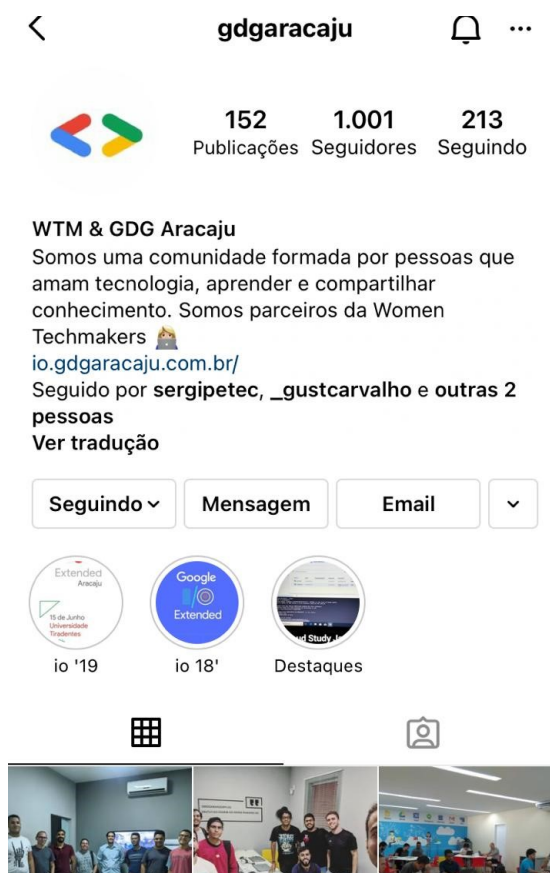 gdgaracaju
152 1.001 213
Publicações Seguidores Seguindo
WTM & GDG Aracaju
Somos uma comunidade formada por pessoas que
amam tecnologia, aprender e compartilhar
conhecimento. Somos parceiros da Women
Techmakers 👩🏼‍💻
io.gdgaracaju.com.br/
Seguido por sergipetec, _gustcarvalho e outras 2
pessoas
Ver tradução
Seguindo Mensagem Email
Extended
Aracaju
15 de Junho
Universidade
Tiradentes
Google
I/O
Extended
ud Study J
io '19 io 18' Destaques